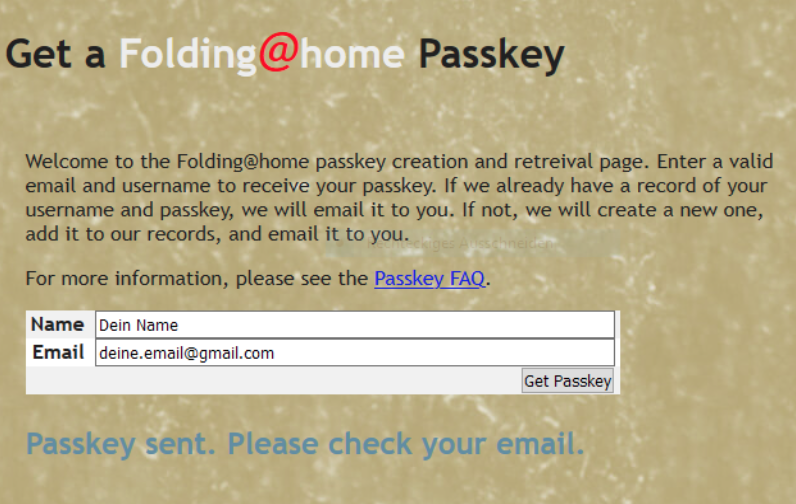 Get a Folding@home Passkey
Welcome to the Folding@home passkey creation and retreival page. Enter a valid
email and username to receive your passkey. If we already have a record of your
username and passkey, we will email it to you. If not, we will create a new one,
add it to our records, and email it to you.
Rechteckiges Ausschneiden
For more information, please see the Passkey FAQ.
Name Dein Name
Email deine.email@gmail.com
Get Passkey
Passkey sent. Please check your email.